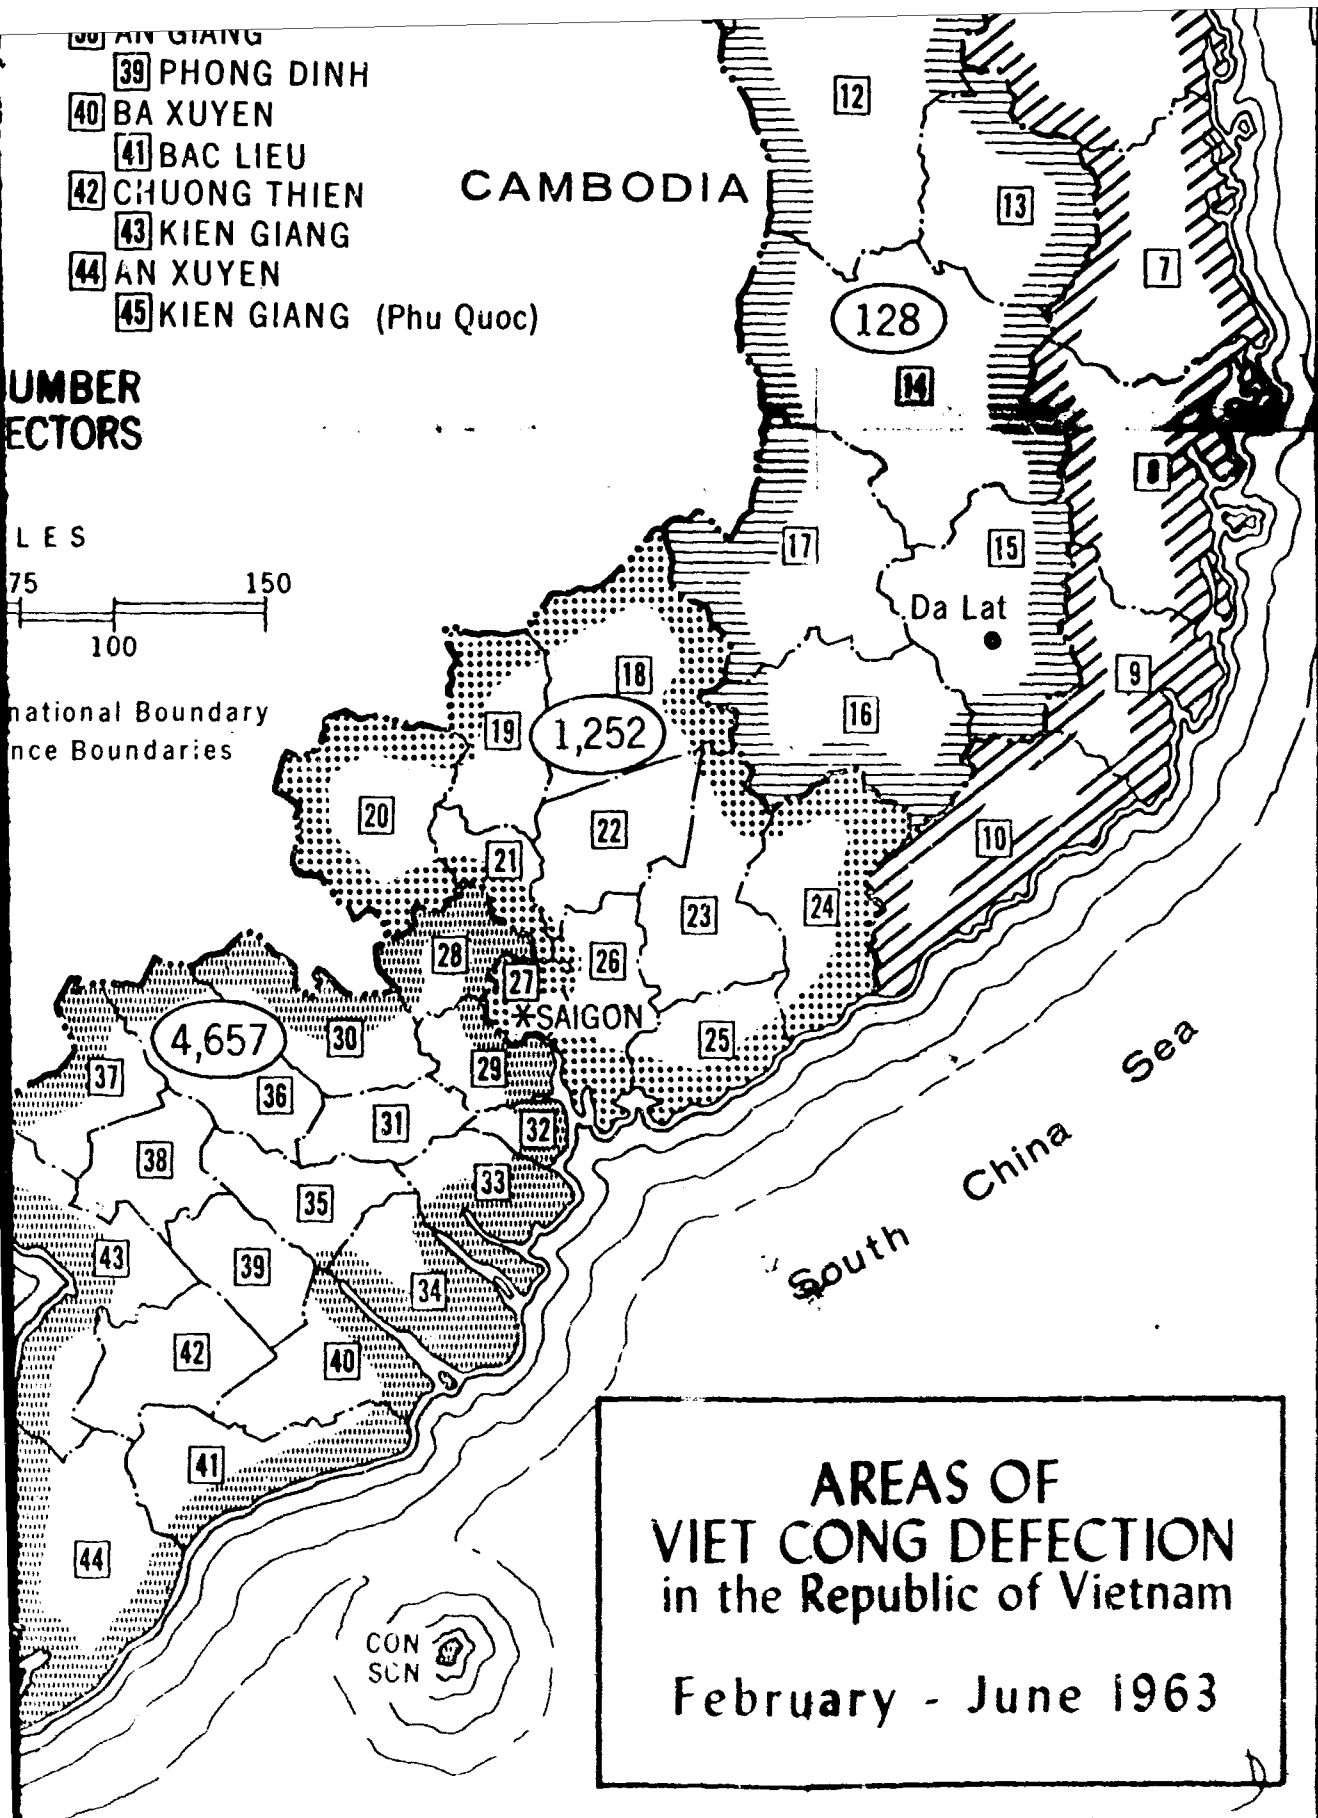 38 AN GIANG
39 PHONG DINH
40 BA XUYEN
41 BAC LIEU
42 CHUONG THIEN
43 KIEN GIANG
44 AN XUYEN
45 KIEN GIANG (Phu Quoc)
UMBER
ECTORS
LES
75 150
100
national Boundary
nce Boundaries
CAMBODIA
12
13
7
128
14
8
17
15
Da Lat
18
9
19
1,252
16
20
22
10
21
23
24
28
26
27
SAIGON
4,657
30
25
37
29
36
31
32
38
33
35
43
39
34
42
40
41
44
South China Sea
CON
SON
AREAS OF
VIET CONG DEFECTION
in the Republic of Vietnam
February - June 1963